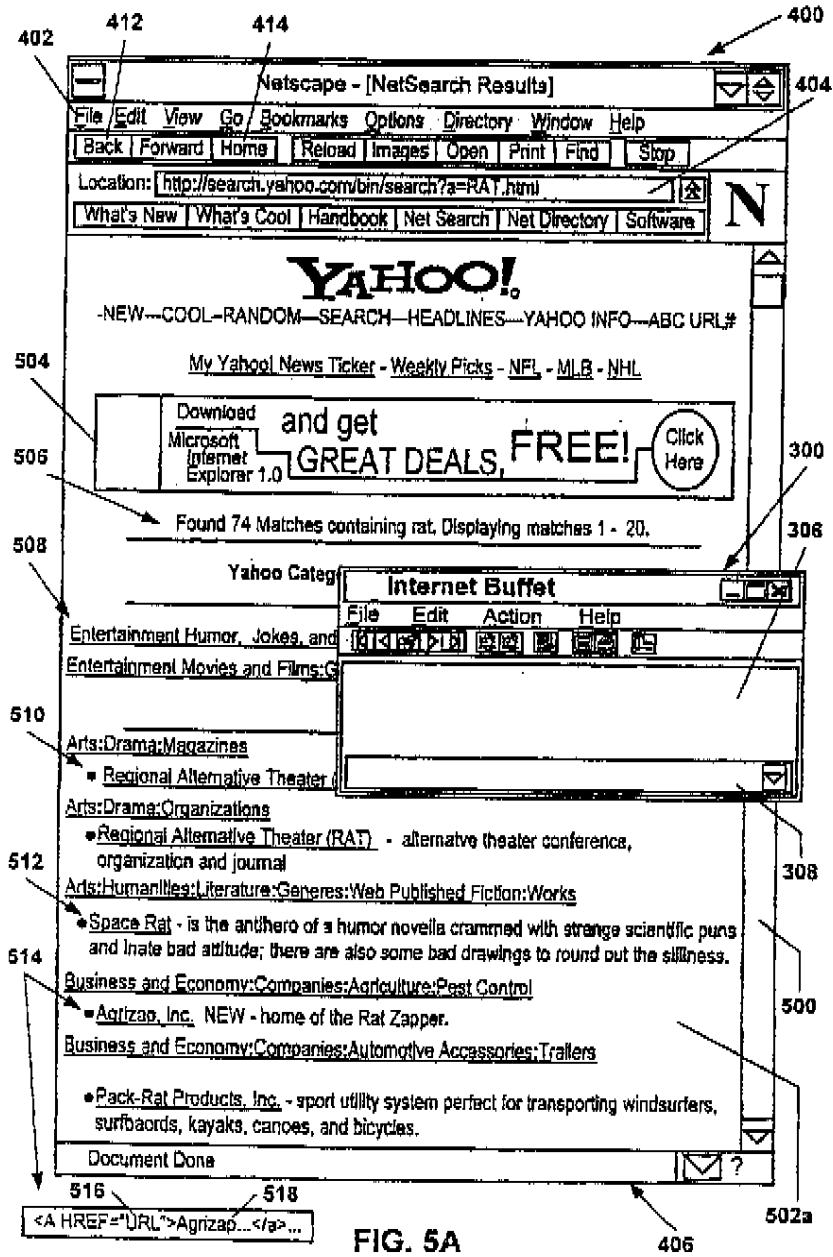 412
414
402
400
Netscape - [NetSearch Results]
404
File Edit View Go Bookmarks Options Directory Window Help
Back Forward Home Reload Images Open Print Find Stop
Location: http://search.yahoo.com/bin/search?a=RAT.html
N
What's New What's Cool Handbook Net Search Net Directory Software
YAHOO!
-NEW---COOL--RANDOM---SEARCH---HEADLINES---YAHOO INFO---ABC URL#
504
My Yahoo! News Ticker - Weekly Picks - NFL - MLB - NHL
Download
Microsoft
Internet
Explorer 1.0
and get
GREAT DEALS, FREE!
Click
Here
506
300
306
Found 74 Matches containing rat. Displaying matches 1 - 20.
508
Yahoo Categ
Internet Buffet
File Edit Action Help
Entertainment Humor, Jokes, and
Entertainment Movies and Films:G
510
Arts:Drama:Magazines
Regional Alternative Theater (
Arts:Drama:Organizations
Regional Alternative Theater (RAT) - alternatve theater conference,
organization and journal
308
512
Arts:Humanities:Literature:Generes:Web Published Fiction:Works
Space Rat - is the antihero of a humor novella crammed with strange scientific puns
and inate bad attitude; there are also some bad drawings to round out the silliness.
514
Business and Economy:Companies:Agriculture:Pest Control
Agrizap, Inc. NEW - home of the Rat Zapper.
500
Business and Economy:Companies:Automotive Accessories:Trailers
Pack-Rat Products, Inc. - sport utility system perfect for transporting windsurfers,
surfbaords, kayaks, canoes, and bicycles.
Document Done
?
516
518
502a
<A HREF="URL">Agrizap...</a>...
FIG. 5A
406